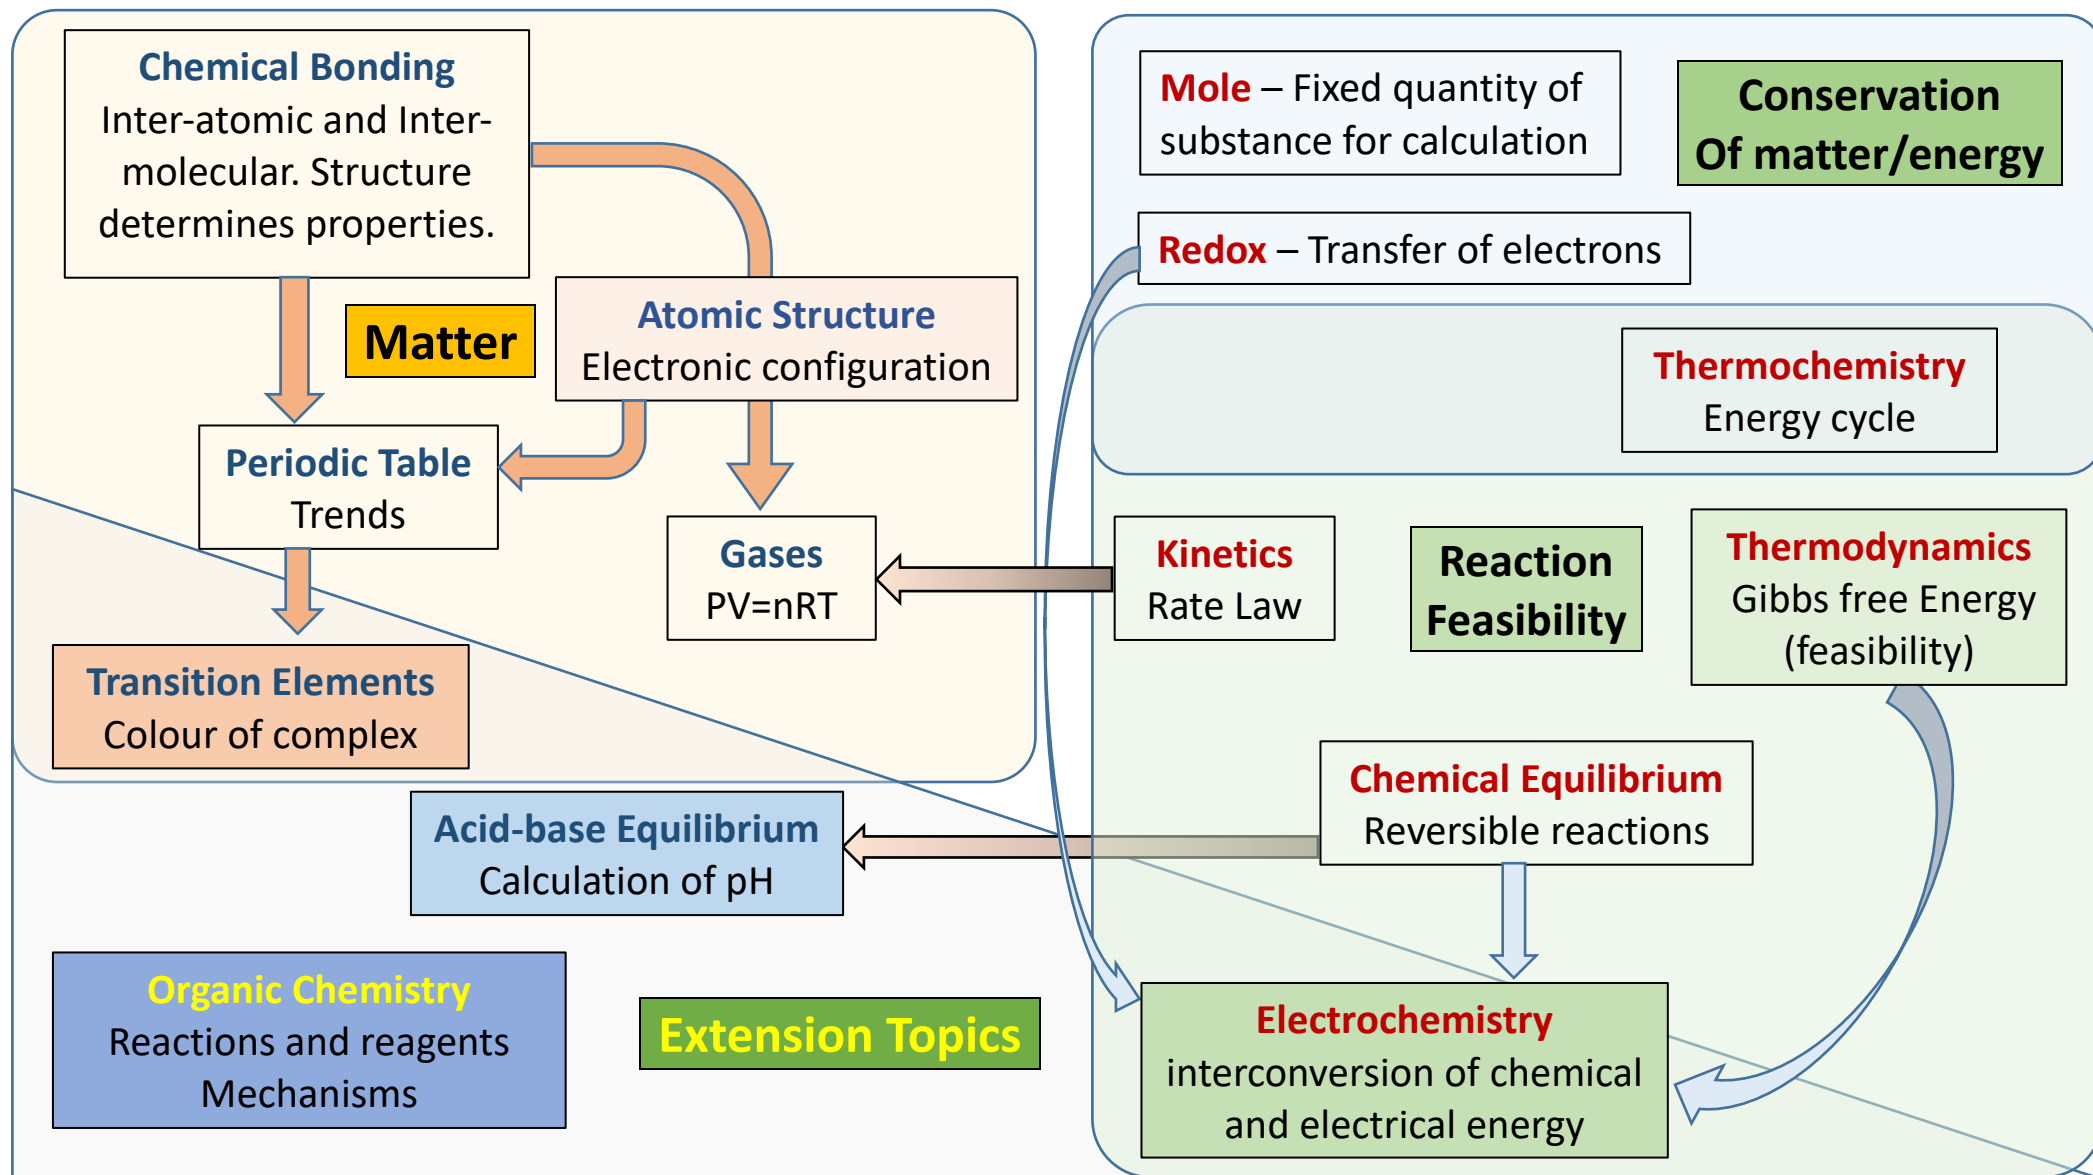 Chemical Bonding
Inter-atomic and Inter-
molecular. Structure
determines properties.
Matter
Atomic Structure
Electronic configuration
Periodic Table
Trends
Gases
PV=nRT
Transition Elements
Colour of complex
Mole – Fixed quantity of
substance for calculation
Conservation
Of matter/energy
Redox – Transfer of electrons
Thermochemistry
Energy cycle
Kinetics
Rate Law
Reaction
Feasibility
Thermodynamics
Gibbs free Energy
(feasibility)
Chemical Equilibrium
Reversible reactions
Acid-base Equilibrium
Calculation of pH
Organic Chemistry
Reactions and reagents
Mechanisms
Extension Topics
Electrochemistry
interconversion of chemical
and electrical energy